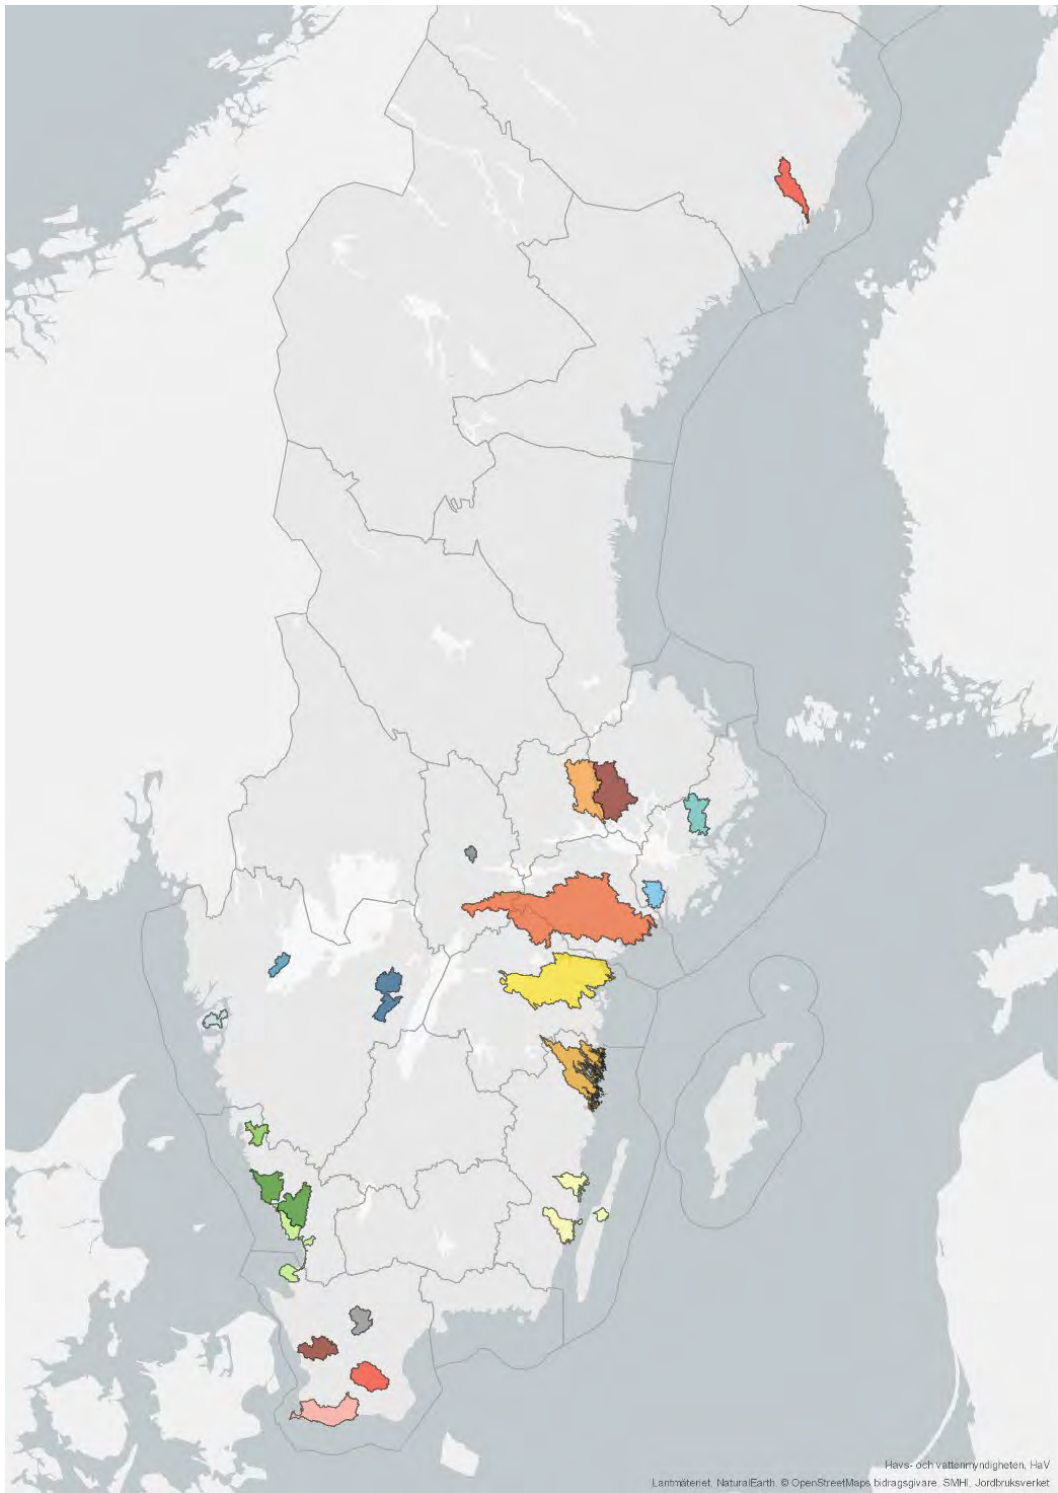 Havs- och vattenmyndigheten, HaV
Lantmäteriet, NaturalEarth, © OpenStreetMaps bidragsgivare, SMHI, Jordbruksverket